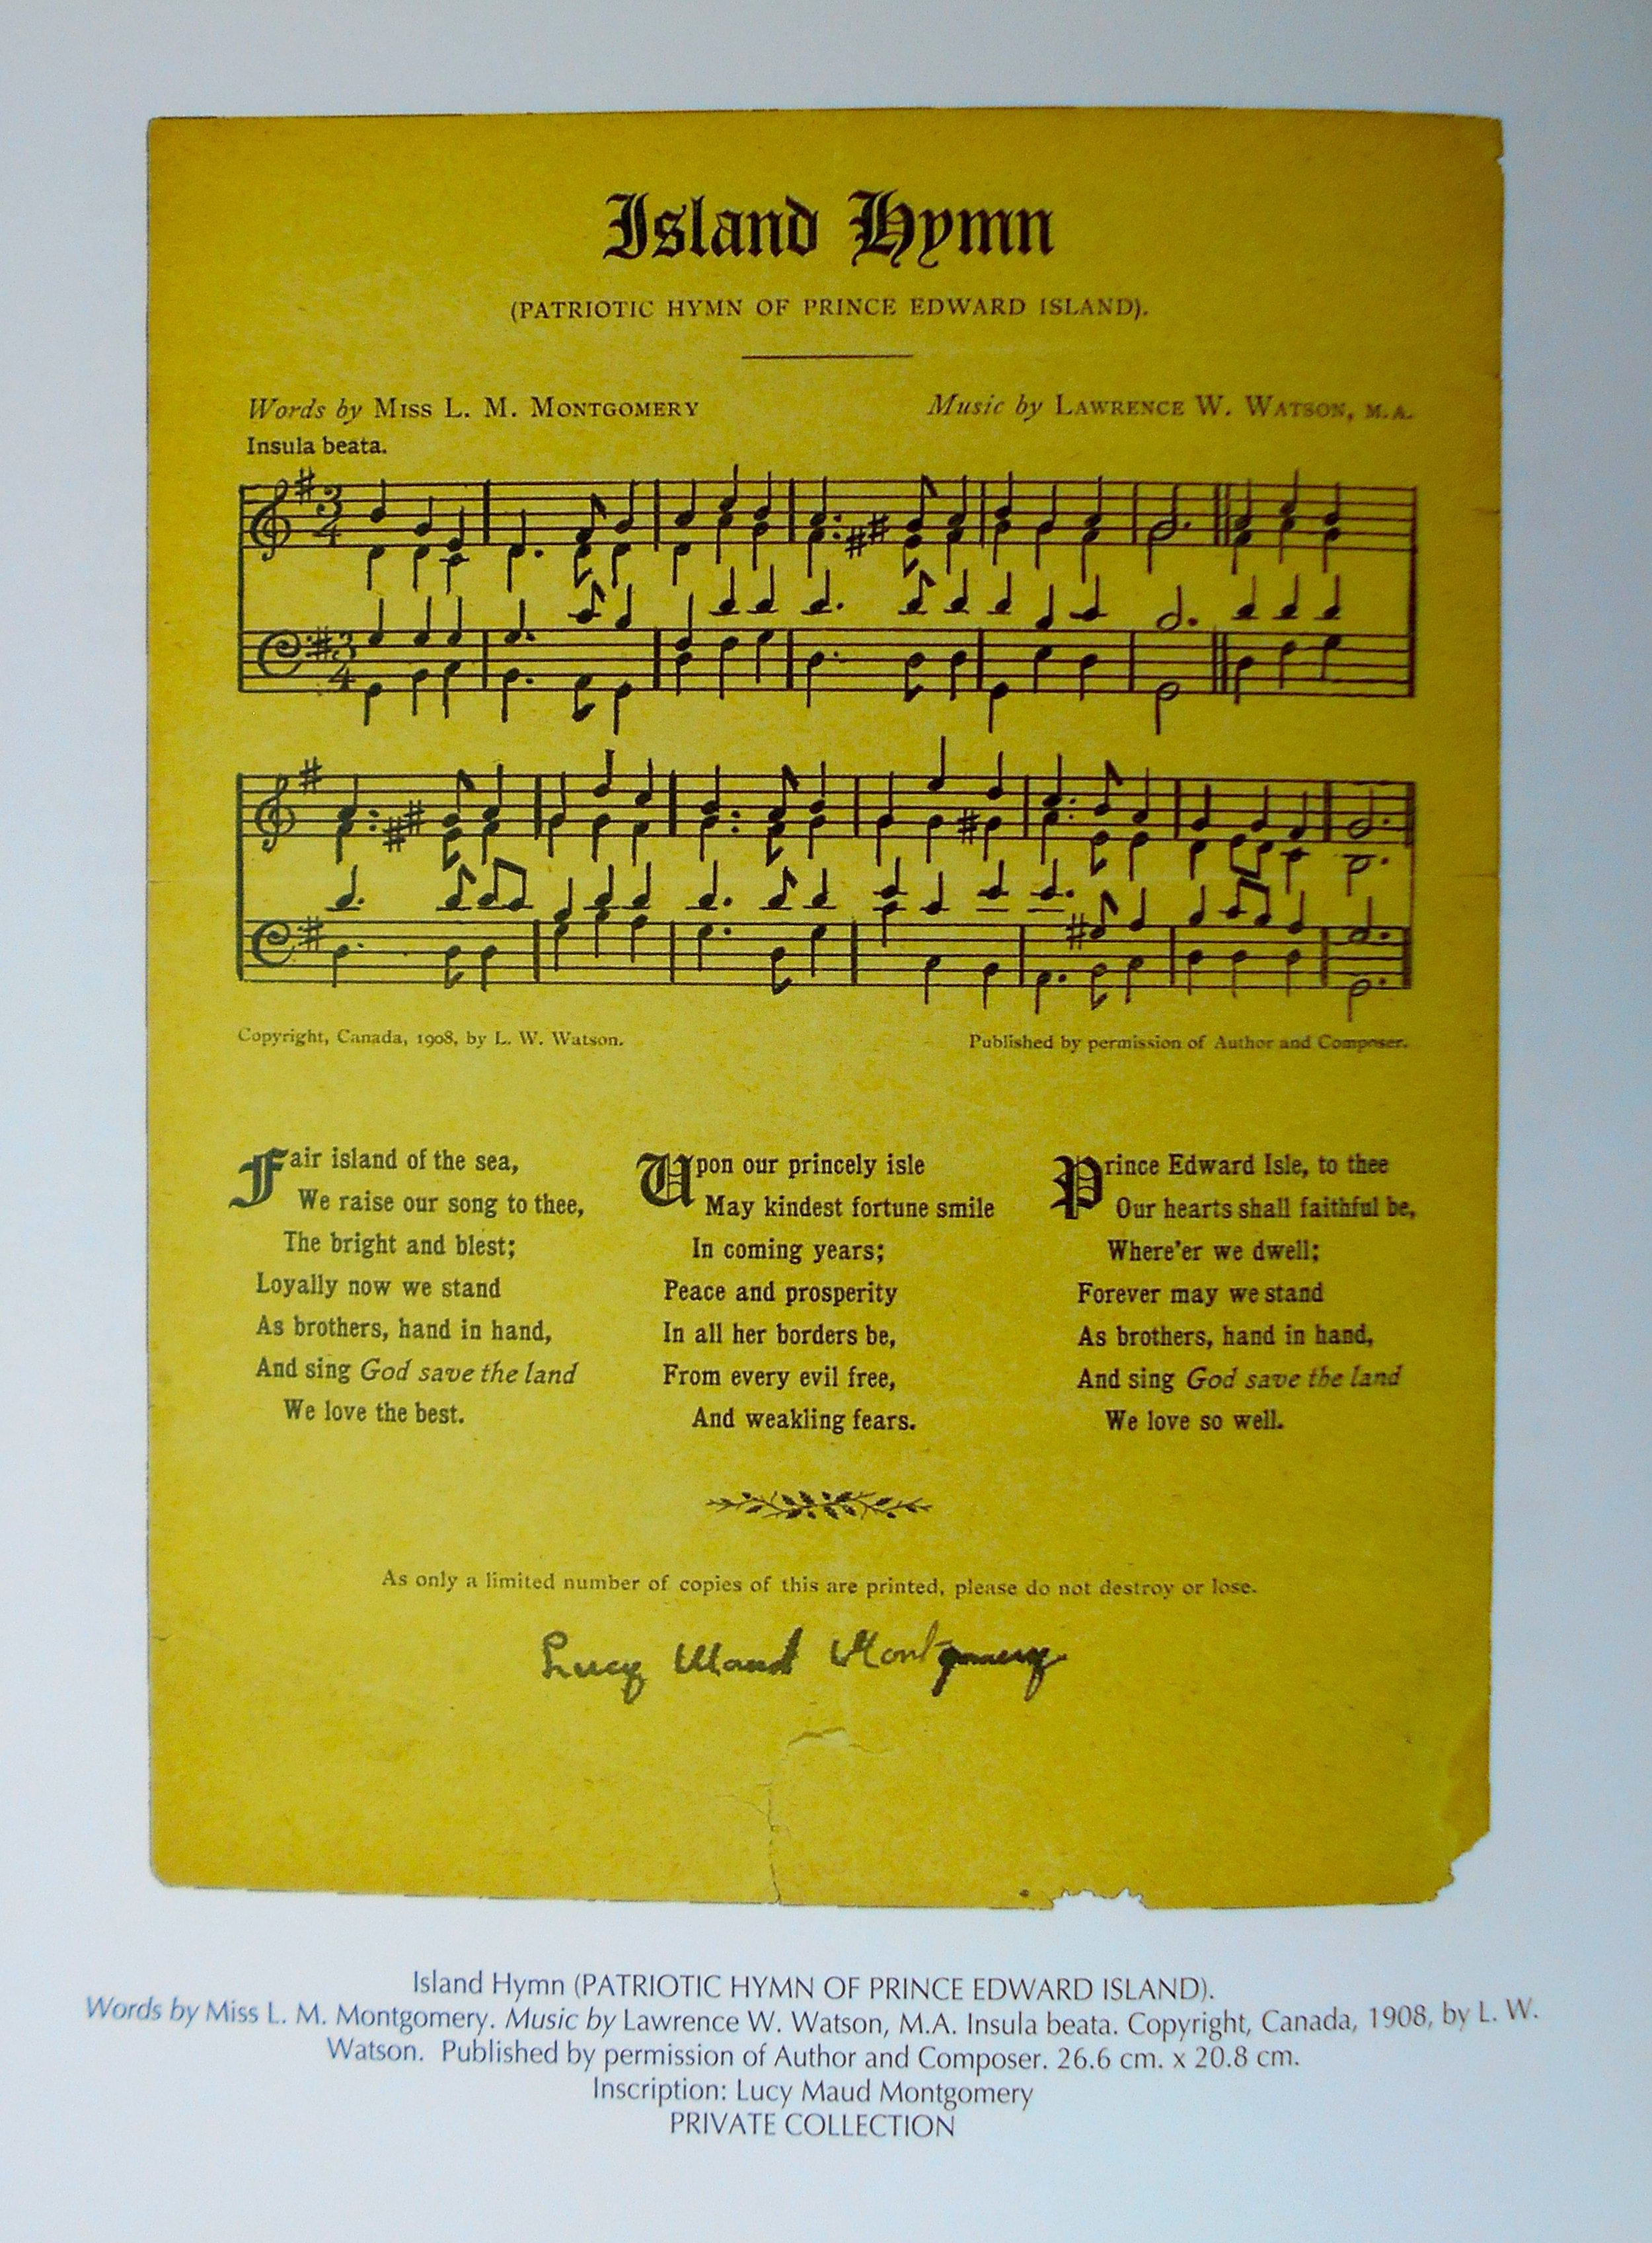 Island Hymn
(PATRIOTIC HYMN OF PRINCE EDWARD ISLAND).
Words by MISS L. M. MONTGOMERY
Music by LAWRENCE W. WATSON, M.A.
Insula beata.
3 4
3 4
Copyright, Canada, 1908, by L. W. Watson.
Published by permission of Author and Composer.
Fair island of the sea,
We raise our song to thee,
The bright and blest;
Loyally now we stand
As brothers, hand in hand,
And sing God save the land
We love the best.
Upon our princely isle
May kindest fortune smile
In coming years;
Peace and prosperity
In all her borders be,
From every evil free,
And weakling fears.
Prince Edward Isle, to thee
Our hearts shall faithful be,
Where'er we dwell;
Forever may we stand
As brothers, hand in hand,
And sing God save the land
We love so well.
As only a limited number of copies of this are printed, please do not destroy or lose.
Lucy Maud Montgomery
Island Hymn (PATRIOTIC HYMN OF PRINCE EDWARD ISLAND).
Words by Miss L. M. Montgomery. Music by Lawrence W. Watson, M.A. Insula beata. Copyright, Canada, 1908, by L. W.
Watson. Published by permission of Author and Composer. 26.6 cm. x 20.8 cm.
Inscription: Lucy Maud Montgomery
PRIVATE COLLECTION